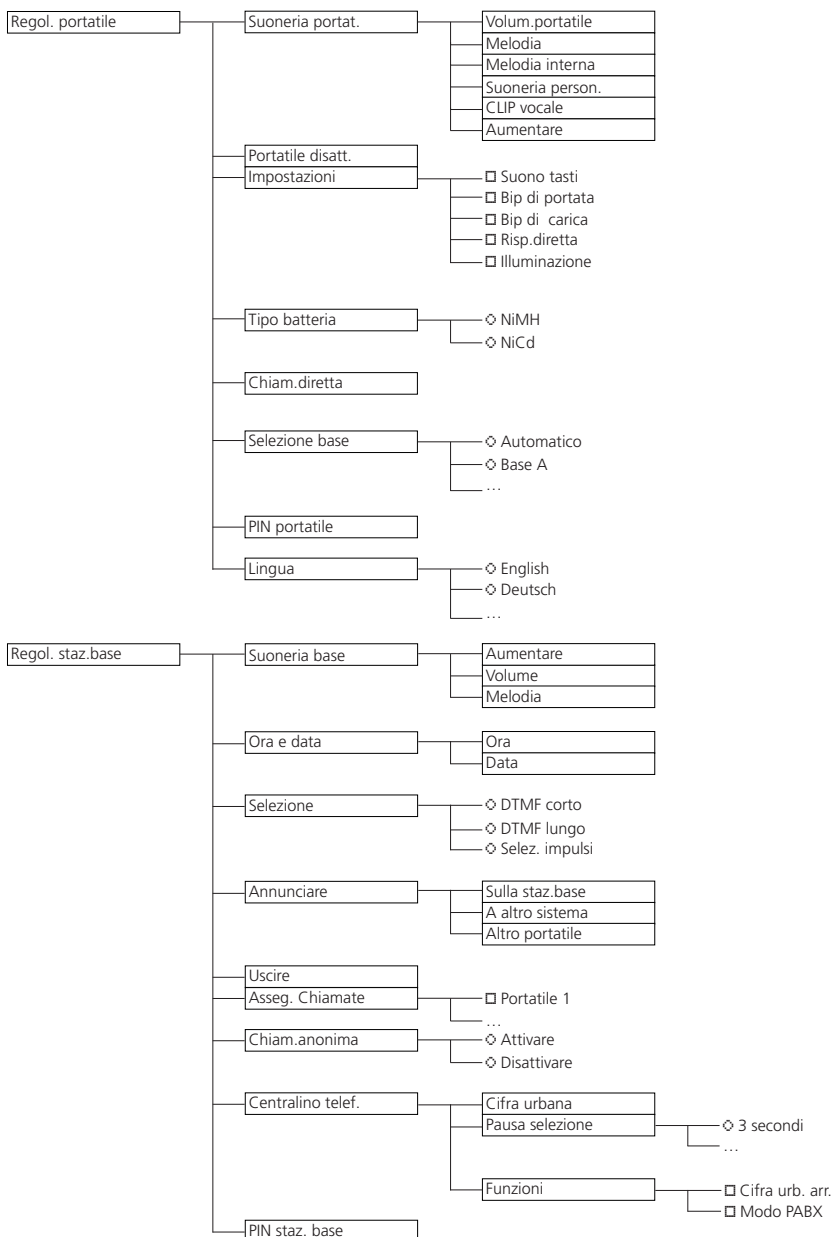 Regol. portatile
Suoneria portat.
Volum.portatile
Melodia
Melodia interna
Suoneria person.
CLIP vocale
Aumentare
Portatile disatt.
Impostazioni
Suono tasti
Bip di portata
Bip di carica
Risp.diretta
Illuminazione
Tipo batteria
NiMH
NiCd
Chiam.diretta
Selezione base
Automatico
Base A
...
PIN portatile
Lingua
English
Deutsch
...
Regol. staz.base
Suoneria base
Aumentare
Volume
Melodia
Ora e data
Ora
Data
Selezione
DTMF corto
DTMF lungo
Selez. impulsi
Annunciare
Sulla staz.base
A altro sistema
Altro portatile
Uscire
Asseg. Chiamate
Portatile 1
...
Chiam.anonima
Attivare
Disattivare
Centralino telef.
Cifra urbana
Pausa selezione
3 secondi
...
Funzioni
Cifra urb. arr.
Modo PABX
PIN staz. base